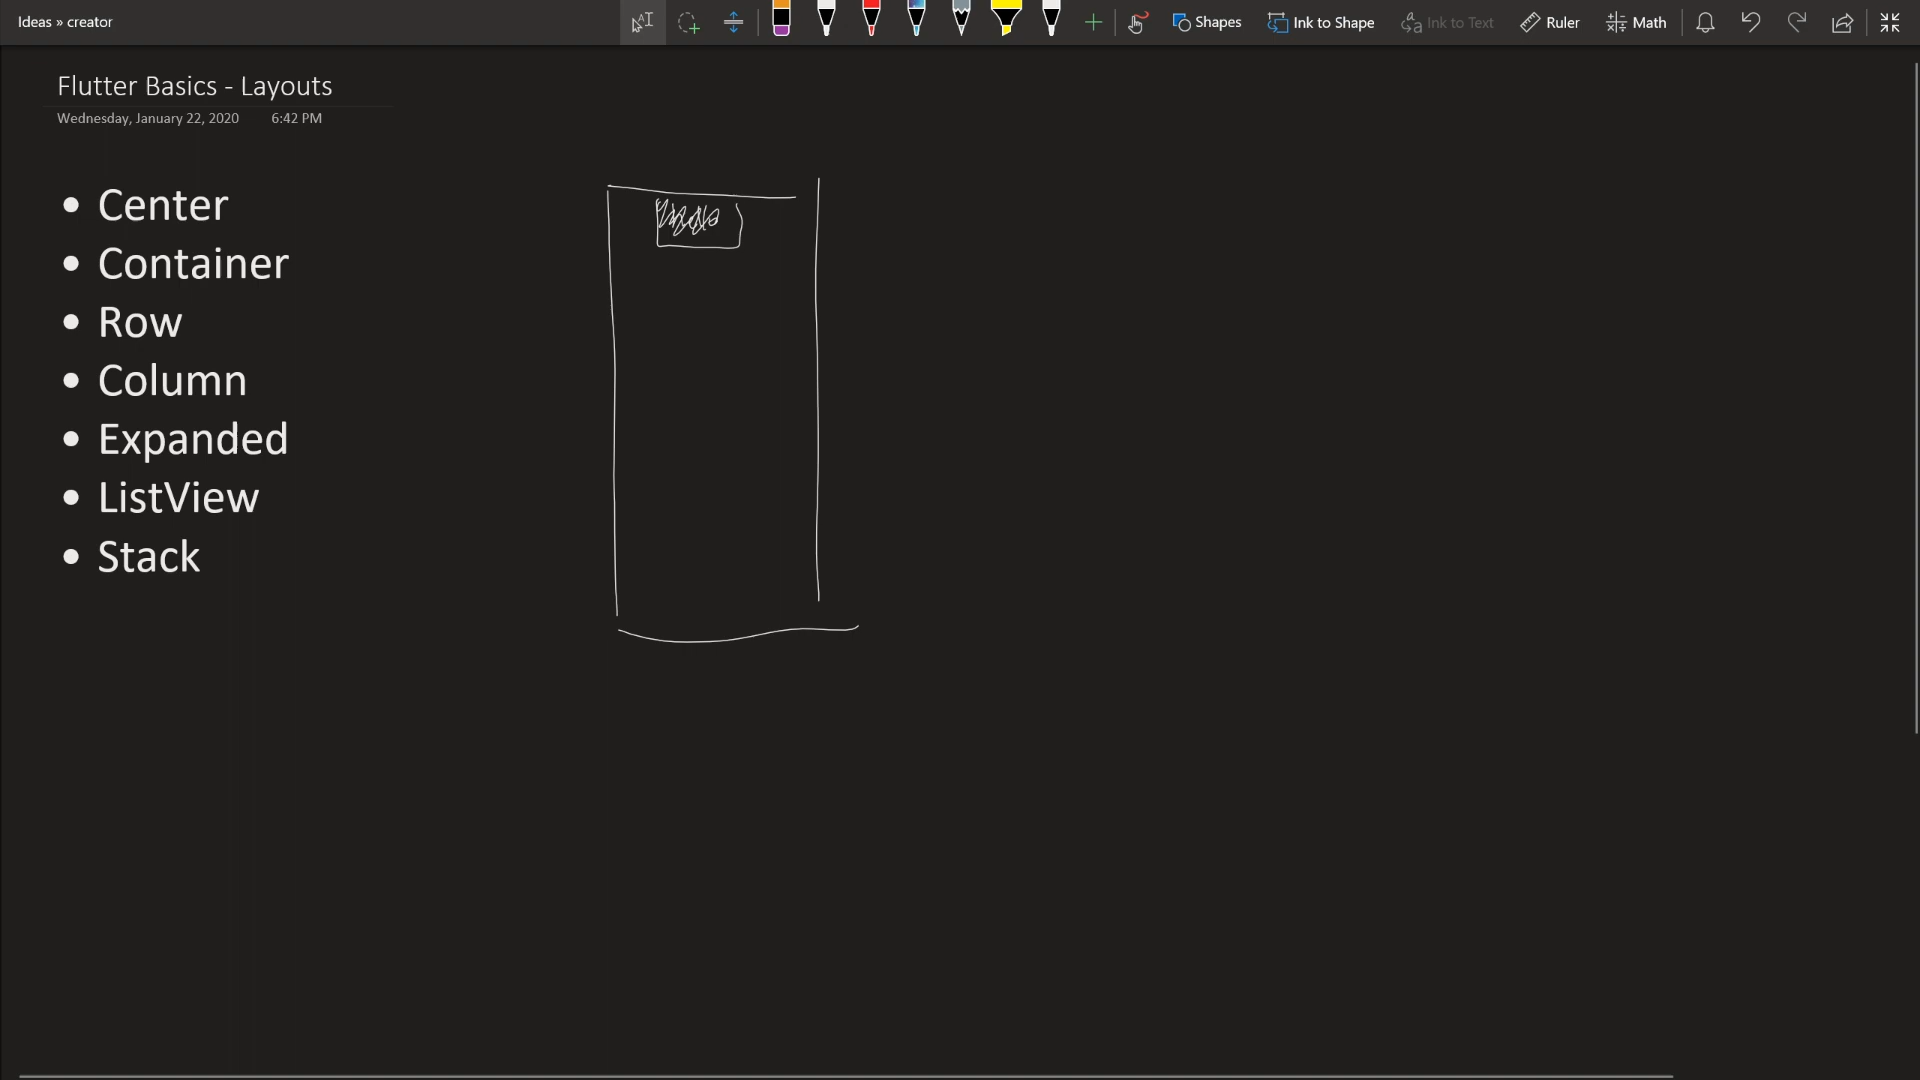 Ideas » creator
Shapes
Ink to Shape
Ink to Text
Ruler
Math
Flutter Basics - Layouts
Wednesday, January 22, 2020 6:42 PM
• Center
• Container
• Row
• Column
• Expanded
• ListView
• Stack